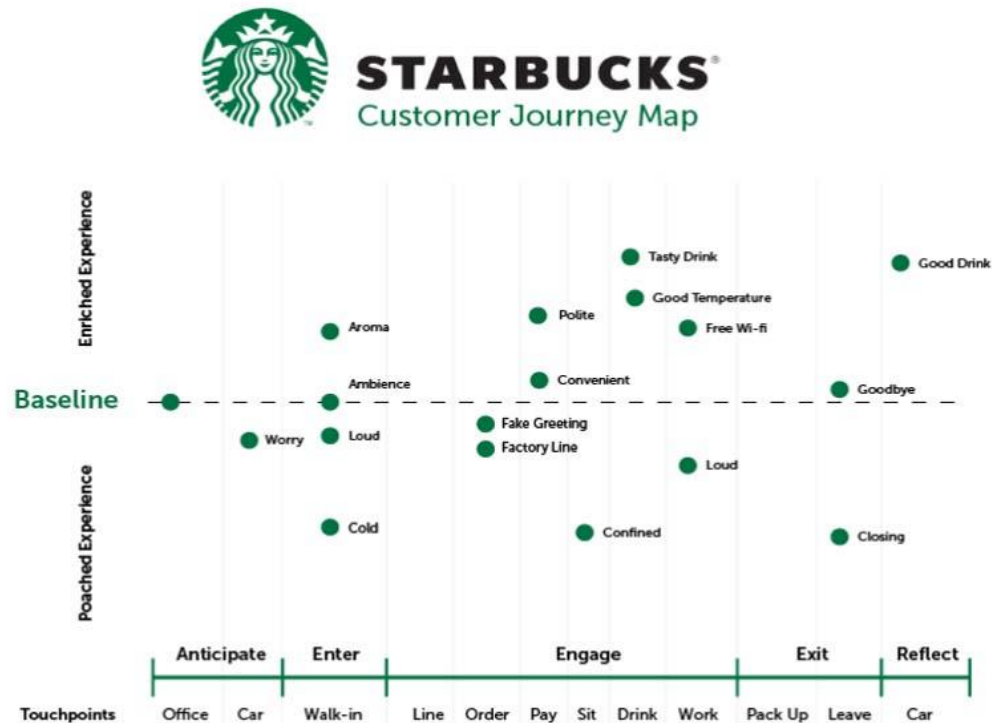 STARBUCKS®
Customer Journey Map
Enriched Experience
Baseline
Poached Experience
Tasty Drink
Good Drink
Good Temperature
Polite
Aroma
Free Wi-fi
Convenient
Ambience
Goodbye
Fake Greeting
Worry
Loud
Factory Line
Loud
Cold
Confined
Closing
Anticipate Enter Engage Exit Reflect
Touchpoints Office Car Walk-in Line Order Pay Sit Drink Work Pack Up Leave Car